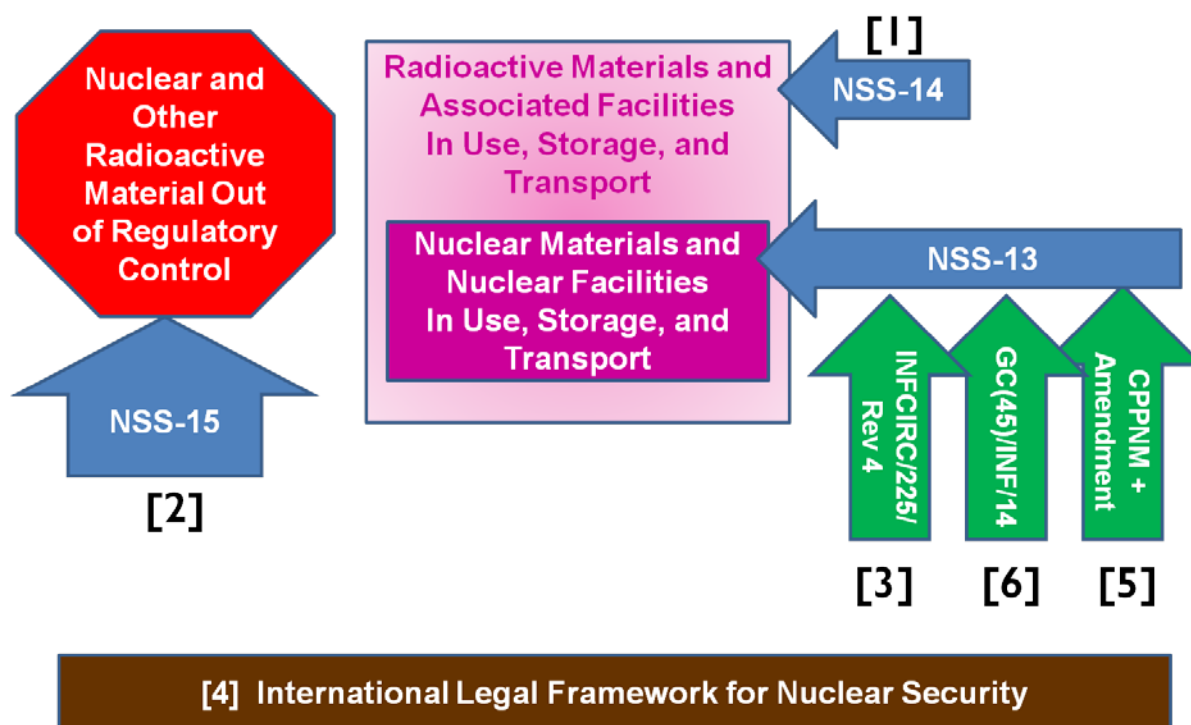 Nuclear and
Other
Radioactive
Material Out
of Regulatory
Control
NSS-15
[2]
Radioactive Materials and
Associated Facilities
In Use, Storage, and
Transport
Nuclear Materials and
Nuclear Facilities
In Use, Storage, and
Transport
[1]
NSS-14
NSS-13
INFCIRC/225/
Rev 4
GC(45)/INF/14
CPPNM +
Amendment
[3]
[6]
[5]
[4] International Legal Framework for Nuclear Security